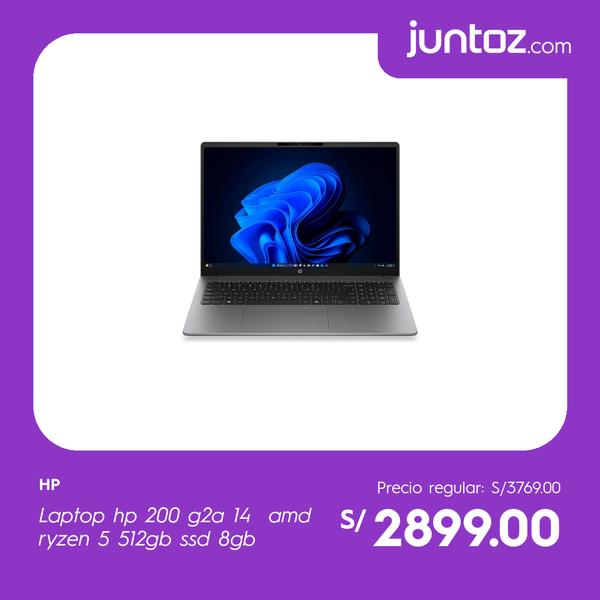 juntoz.com
HP
Laptop hp 200 g2a 14 amd
ryzen 5 512gb ssd 8gb
Precio regular: S/3769.00
S/2899.00